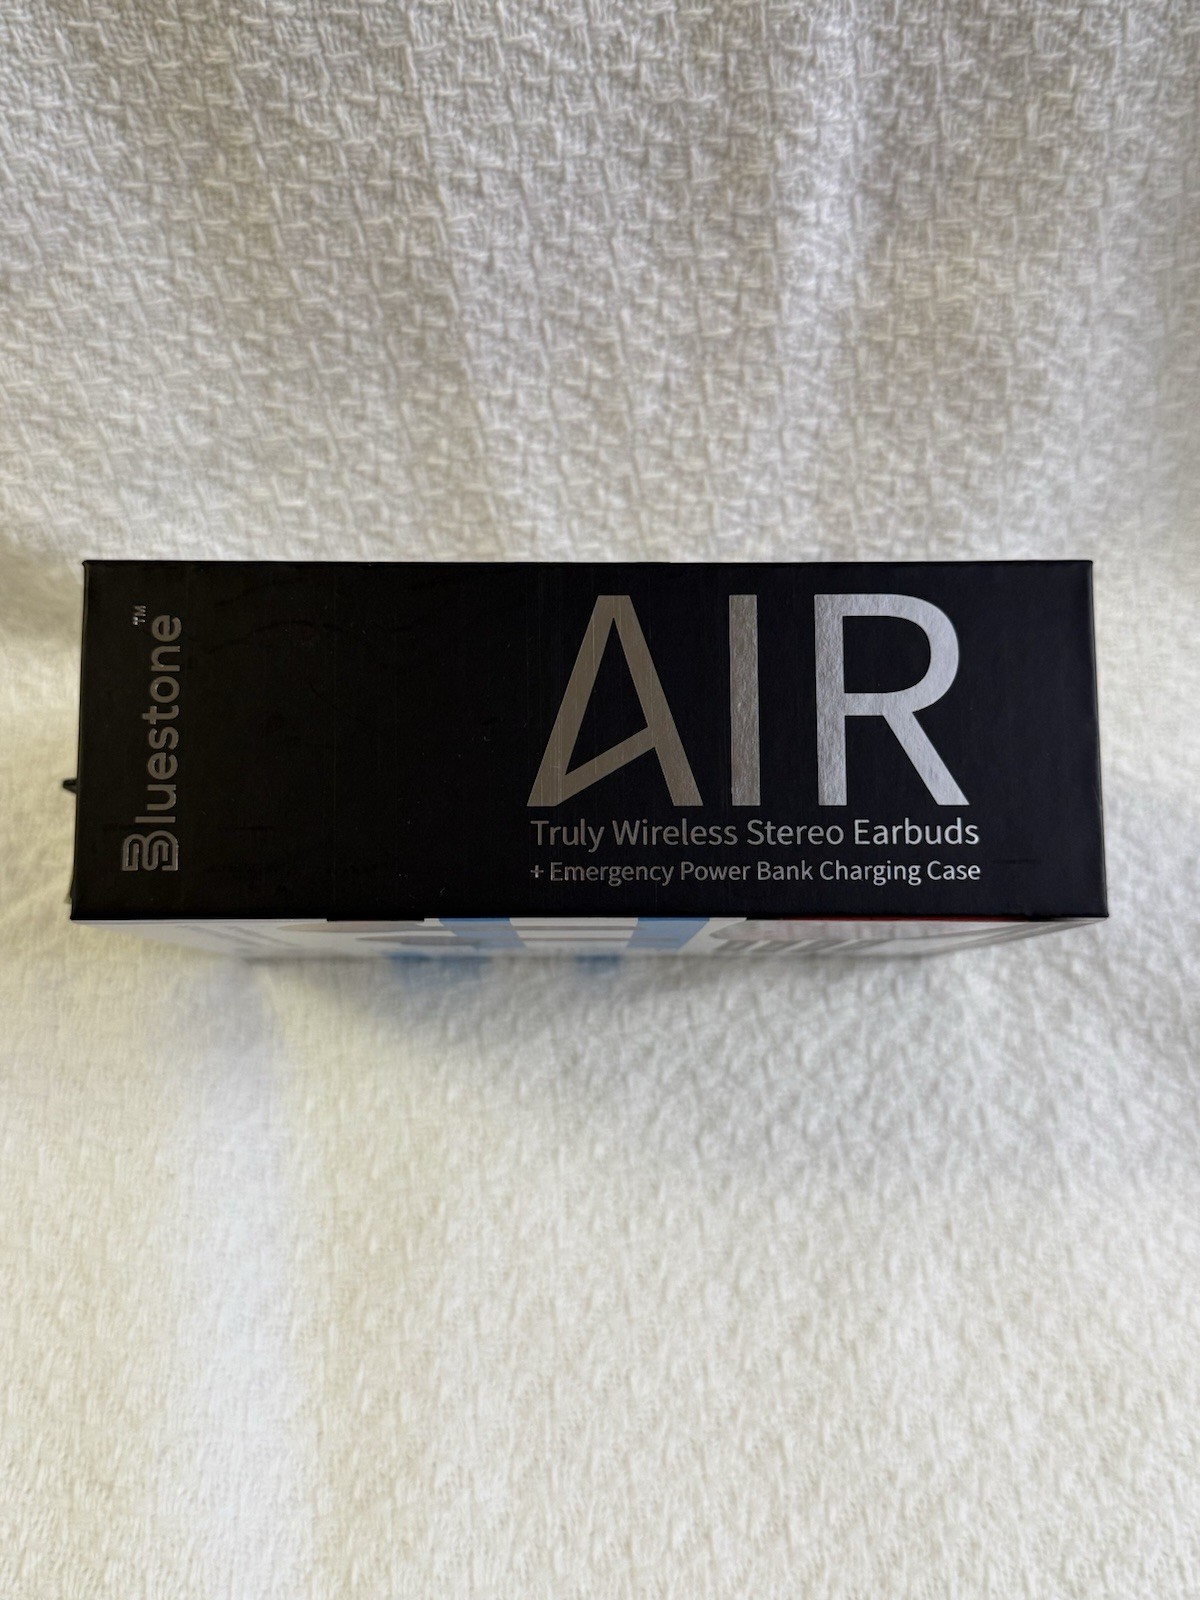 Bluestone™
AIR
Truly Wireless Stereo Earbuds
+ Emergency Power Bank Charging Case